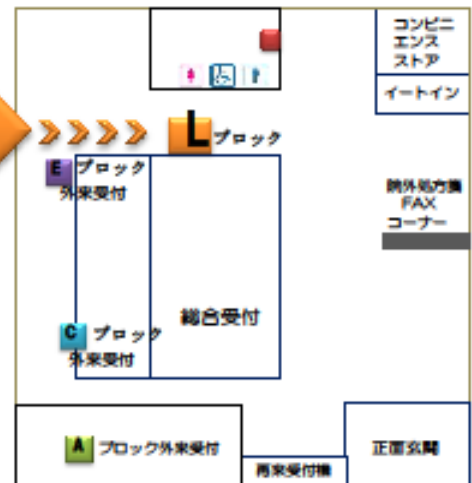 コンビニ
エンス
ストア
イートイン
L ブロック
E ブロック
外来受付
院外処方箋
FAX
コーナー
総合受付
C ブロック
外来受付
A ブロック外来受付
再来受付機
正面玄関